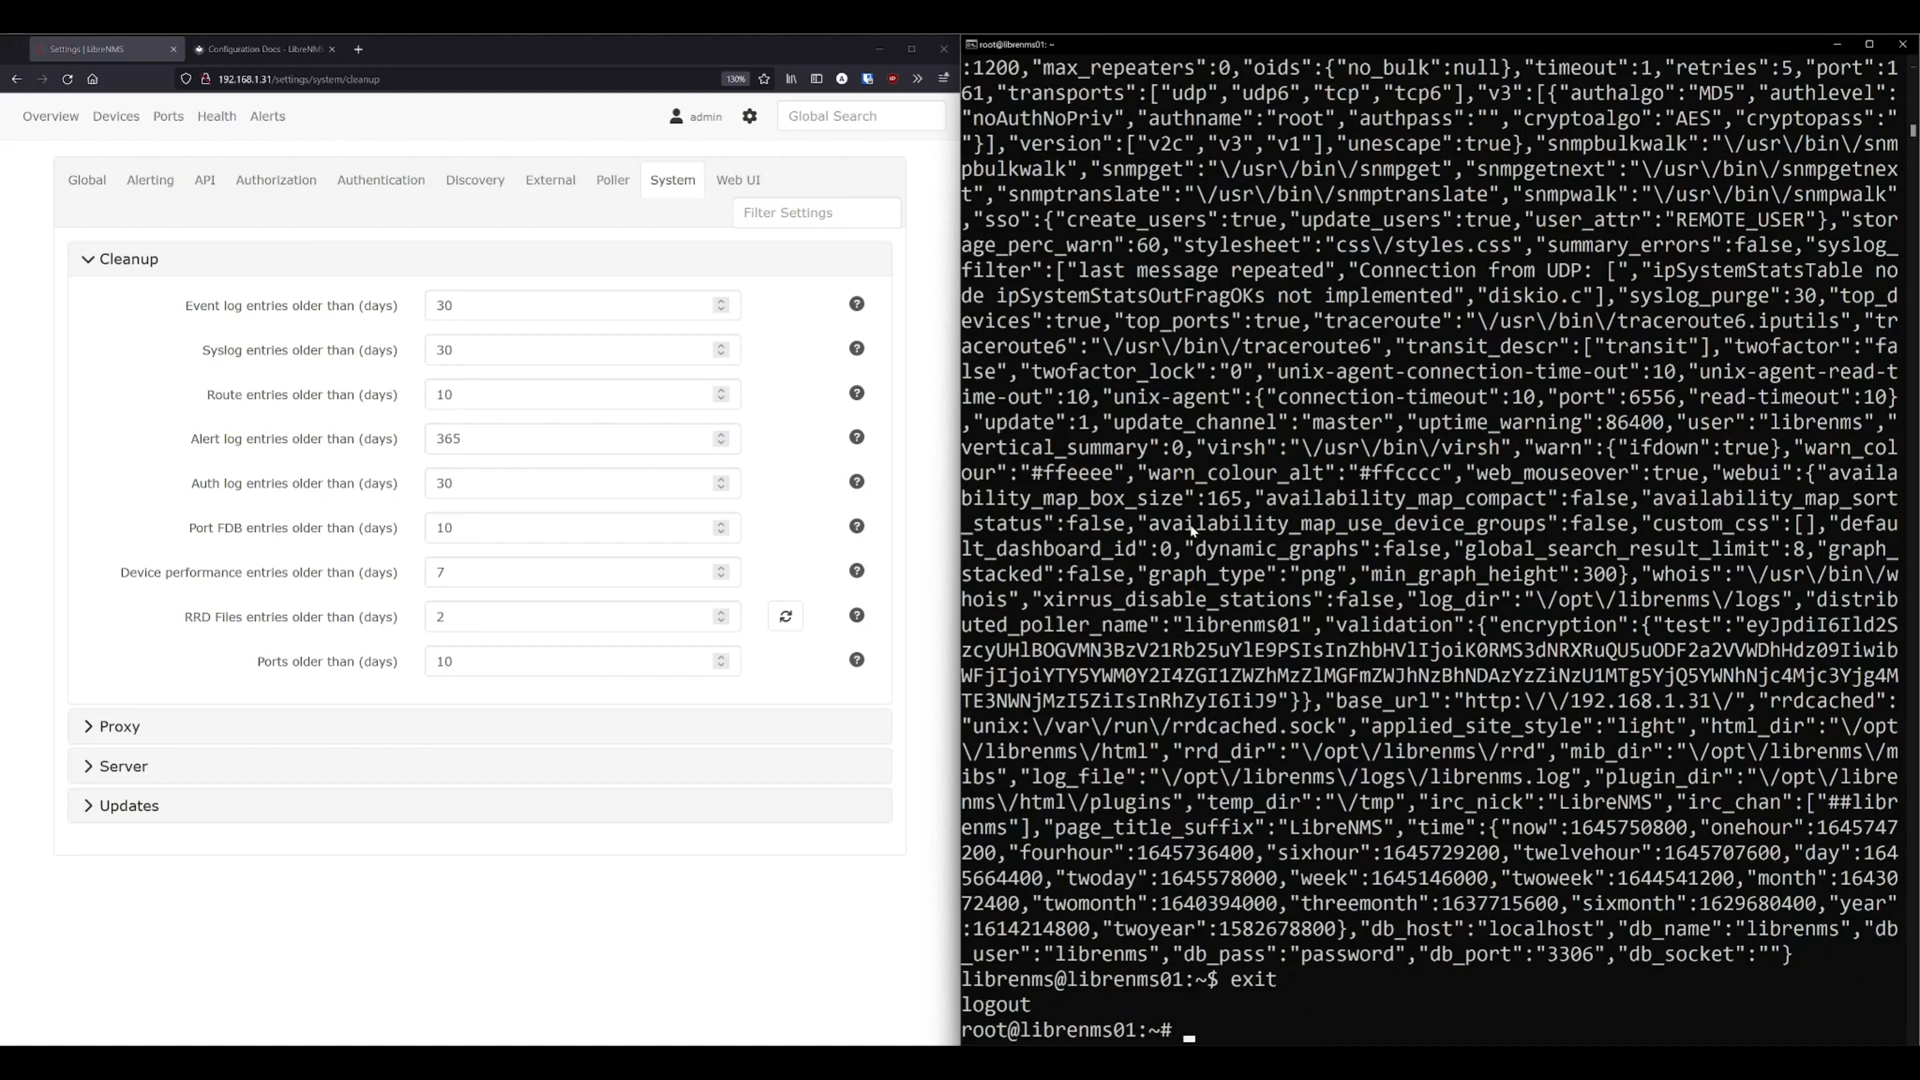 Settings | LibreNMS
Configuration Docs - LibreNMS
192.168.1.31/settings/system/cleanup
130%
Overview Devices Ports Health Alerts
admin
Global Search
Global Alerting API Authorization Authentication Discovery External Poller System Web UI
Filter Settings
Cleanup
Event log entries older than (days) 30
Syslog entries older than (days) 30
Route entries older than (days) 10
Alert log entries older than (days) 365
Auth log entries older than (days) 30
Port FDB entries older than (days) 10
Device performance entries older than (days) 7
RRD Files entries older than (days) 2
Ports older than (days) 10
Proxy
Server
Updates
root@librenms01: ~
:1200,"max_repeaters":0,"oids":{"no_bulk":null},"timeout":1,"retries":5,"port":1
61,"transports":["udp","udp6","tcp","tcp6"],"v3":[{"authalgo":"MD5","authlevel":
"noAuthNoPriv","authname":"root","authpass":"","cryptoalgo":"AES","cryptopass":"
"}],"version":["v2c","v3","v1"],"unescape":true},"snmpbulkwalk":"\/usr\/bin\/snm
pbulkwalk","snmpget":"\/usr\/bin\/snmpget","snmpgetnext":"\/usr\/bin\/snmpgetnex
t","snmptranslate":"\/usr\/bin\/snmptranslate","snmpwalk":"\/usr\/bin\/snmpwalk"
,"sso":{"create_users":true,"update_users":true,"user_attr":"REMOTE_USER"},"stor
age_perc_warn":60,"stylesheet":"css\/styles.css","summary_errors":false,"syslog_
filter":["last message repeated","Connection from UDP: [","ipSystemStatsTable no
de ipSystemStatsOutFragOKs not implemented","diskio.c"],"syslog_purge":30,"top_d
evices":true,"top_ports":true,"traceroute":"\/usr\/bin\/traceroute6.iputils","tr
aceroute6":"\/usr\/bin\/traceroute6","transit_descr":["transit"],"twofactor":"fa
lse","twofactor_lock":"0","unix-agent-connection-time-out":10,"unix-agent-read-t
ime-out":10,"unix-agent":{"connection-timeout":10,"port":6556,"read-timeout":10}
,"update":1,"update_channel":"master","uptime_warning":86400,"user":"librenms","
vertical_summary":0,"virsh":"\/usr\/bin\/virsh","warn":{"ifdown":true},"warn_col
our":"#ffeeee","warn_colour_alt":"#ffcccc","web_mouseover":true,"webui":{"availa
bility_map_box_size":165,"availability_map_compact":false,"availability_map_sort
_status":false,"availability_map_use_device_groups":false,"custom_css":[],"defau
lt_dashboard_id":0,"dynamic_graphs":false,"global_search_result_limit":8,"graph_
stacked":false,"graph_type":"png","min_graph_height":300},"whois":"\/usr\/bin\/w
hois","xirrus_disable_stations":false,"log_dir":"\/opt\/librenms\/logs","distrib
uted_poller_name":"librenms01","validation":{"encryption":{"test":"eyJpdiI6Ild2S
zcyUHlBOGVMN3BzV21Rb25uYlE9PSIsInZhbHVlIjoiK0RMS3dNRXRuQU5uODF2a2VVWDhHdz09Iiwib
WFjIjoiYTY5YWM0Y2I4ZGI1ZWZhMzZlMGFmZWJhNzBhNDAzYzZiNzU1MTg5YjQ5YWNhNjc4Mjc3Yjg4M
TE3NWNjMzI5ZiIsInRhZyI6IiJ9"}},"base_url":"http:\/\/192.168.1.31\/","rrdcached":
"unix:\/var\/run\/rrdcached.sock","applied_site_style":"light","html_dir":"\/opt
\/librenms\/html","rrd_dir":"\/opt\/librenms\/rrd","mib_dir":"\/opt\/librenms\/m
ibs","log_file":"\/opt\/librenms\/logs\/librenms.log","plugin_dir":"\/opt\/libre
nms\/html\/plugins","temp_dir":"\/tmp","irc_nick":"LibreNMS","irc_chan":["##libr
enms"],"page_title_suffix":"LibreNMS","time":{"now":1645750800,"onehour":1645747
200,"fourhour":1645736400,"sixhour":1645729200,"twelvehour":1645707600,"day":164
5664400,"twoday":1645578000,"week":1645146000,"twoweek":1644541200,"month":16430
72400,"twomonth":1640394000,"threemonth":1637715600,"sixmonth":1629680400,"year"
:1614214800,"twoyear":1582678800},"db_host":"localhost","db_name":"librenms","db
_user":"librenms","db_pass":"password","db_port":"3306","db_socket":""}
librenms@librenms01:~$ exit
logout
root@librenms01:~#